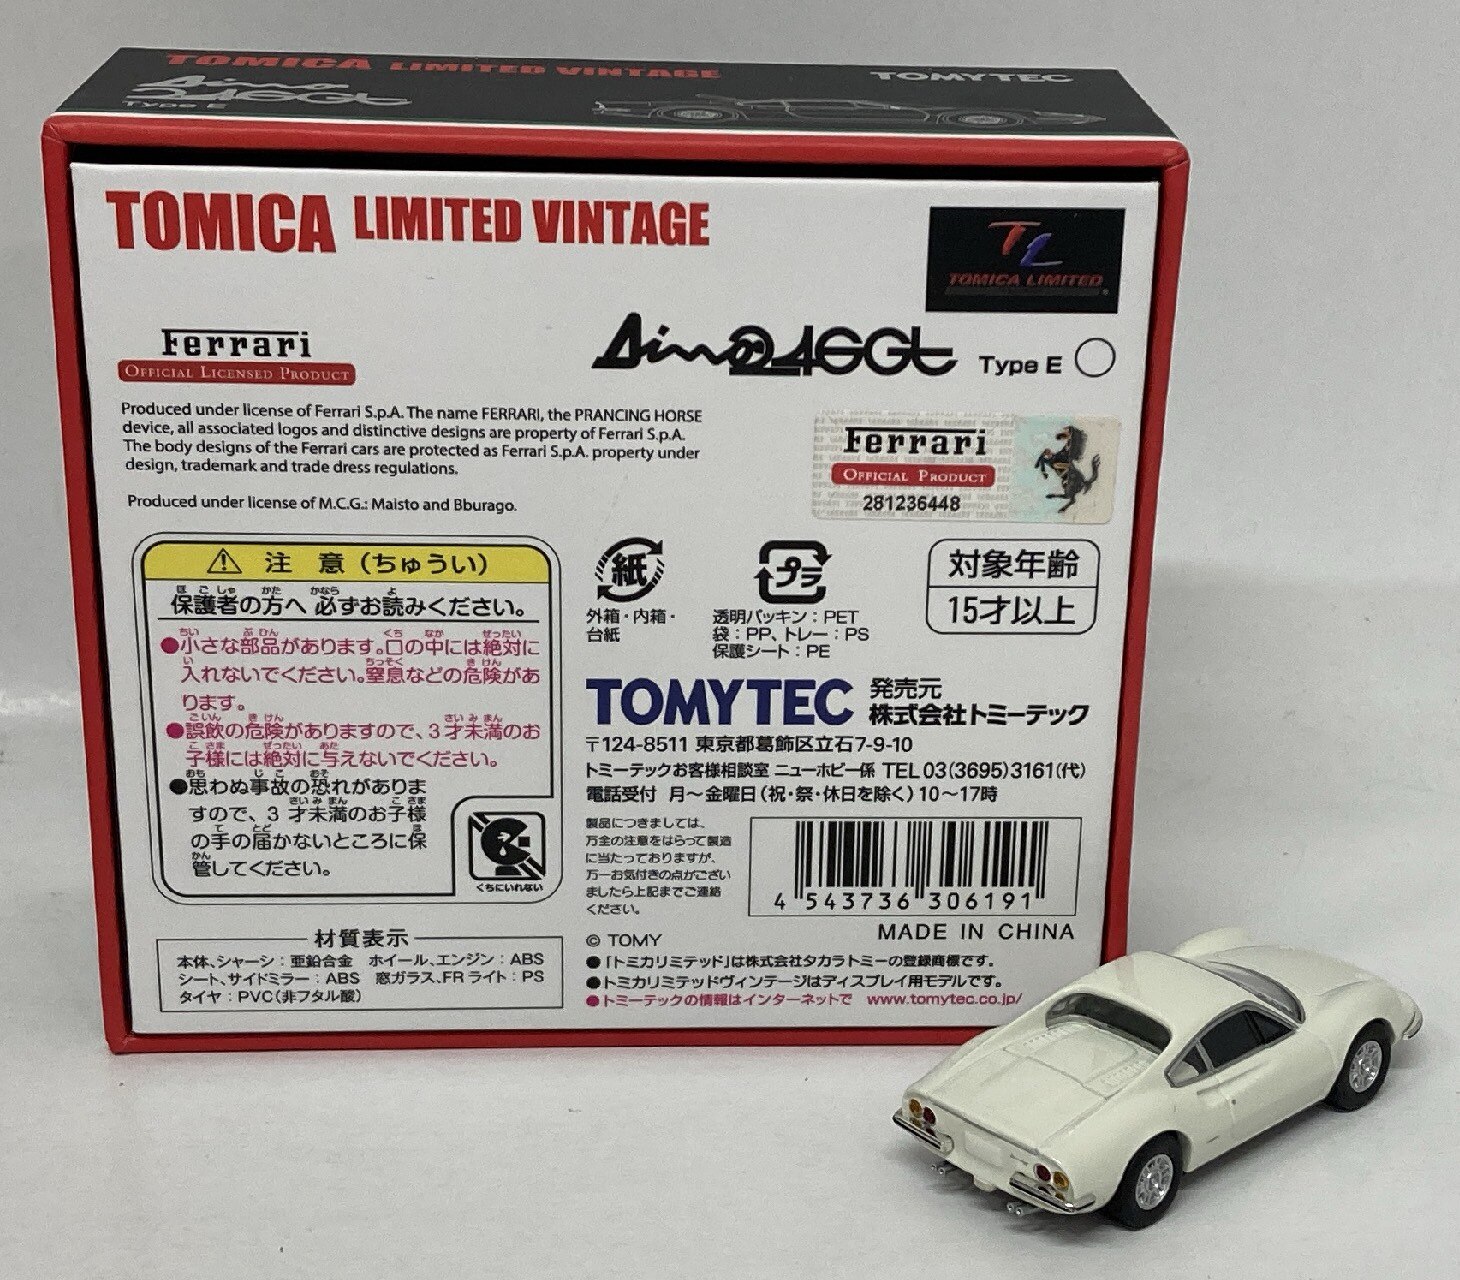 TOMICA LIMITED VINTAGE
TOMYTEC
Dino 246Gt
Type E
TOMICA LIMITED VINTAGE
TL
TOMICA LIMITED
Ferrari
OFFICIAL LICENSED PRODUCT
Dino246Gt Type E
Produced under license of Ferrari S.p.A. The name FERRARI, the PRANCING HORSE
device, all associated logos and distinctive designs are property of Ferrari S.p.A.
The body designs of the Ferrari cars are protected as Ferrari S.p.A. property under
design, trademark and trade dress regulations.
Produced under license of M.C.G.: Maisto and Bburago.
Ferrari
OFFICIAL PRODUCT
281236448
注 意(ちゅうい)
保護者の方へ 必ずお読みください。
●小さな部品があります。口の中には絶対に
入れないでください。窒息などの危険があ
ります。
●誤飲の危険がありますので、3才未満のお
子様には絶対に与えないでください。
●思わぬ事故の恐れがありま
すので、3才未満のお子様
の手の届かないところに保
管してください。
くちにいれない
材質表示
本体、シャーシ:亜鉛合金 ホイール、エンジン:ABS
シート、サイドミラー:ABS 窓ガラス、FRライト:PS
タイヤ:PVC(非フタル酸)
紙
外箱・内箱・
台紙
プラ
透明パッキン:PET
袋:PP、トレー:PS
保護シート:PE
対象年齢
15才以上
TOMYTEC 発売元
株式会社トミーテック
〒124-8511 東京都葛飾区立石7-9-10
トミーテックお客様相談室 ニューホビー係 TEL 03(3695)3161(代)
電話受付 月〜金曜日(祝・祭・休日を除く)10〜17時
製品につきましては、
万全の注意をはらって製造
に当たっておりますが、
万一お気付きの点がござい
ましたら上記までご連絡
ください。
4 543736 306191
© TOMY
MADE IN CHINA
●「トミカリミテッド」は株式会社タカラトミーの登録商標です。
●トミカリミテッドヴィンテージはディスプレイ用モデルです。
●トミーテックの情報はインターネットで www.tomytec.co.jp/